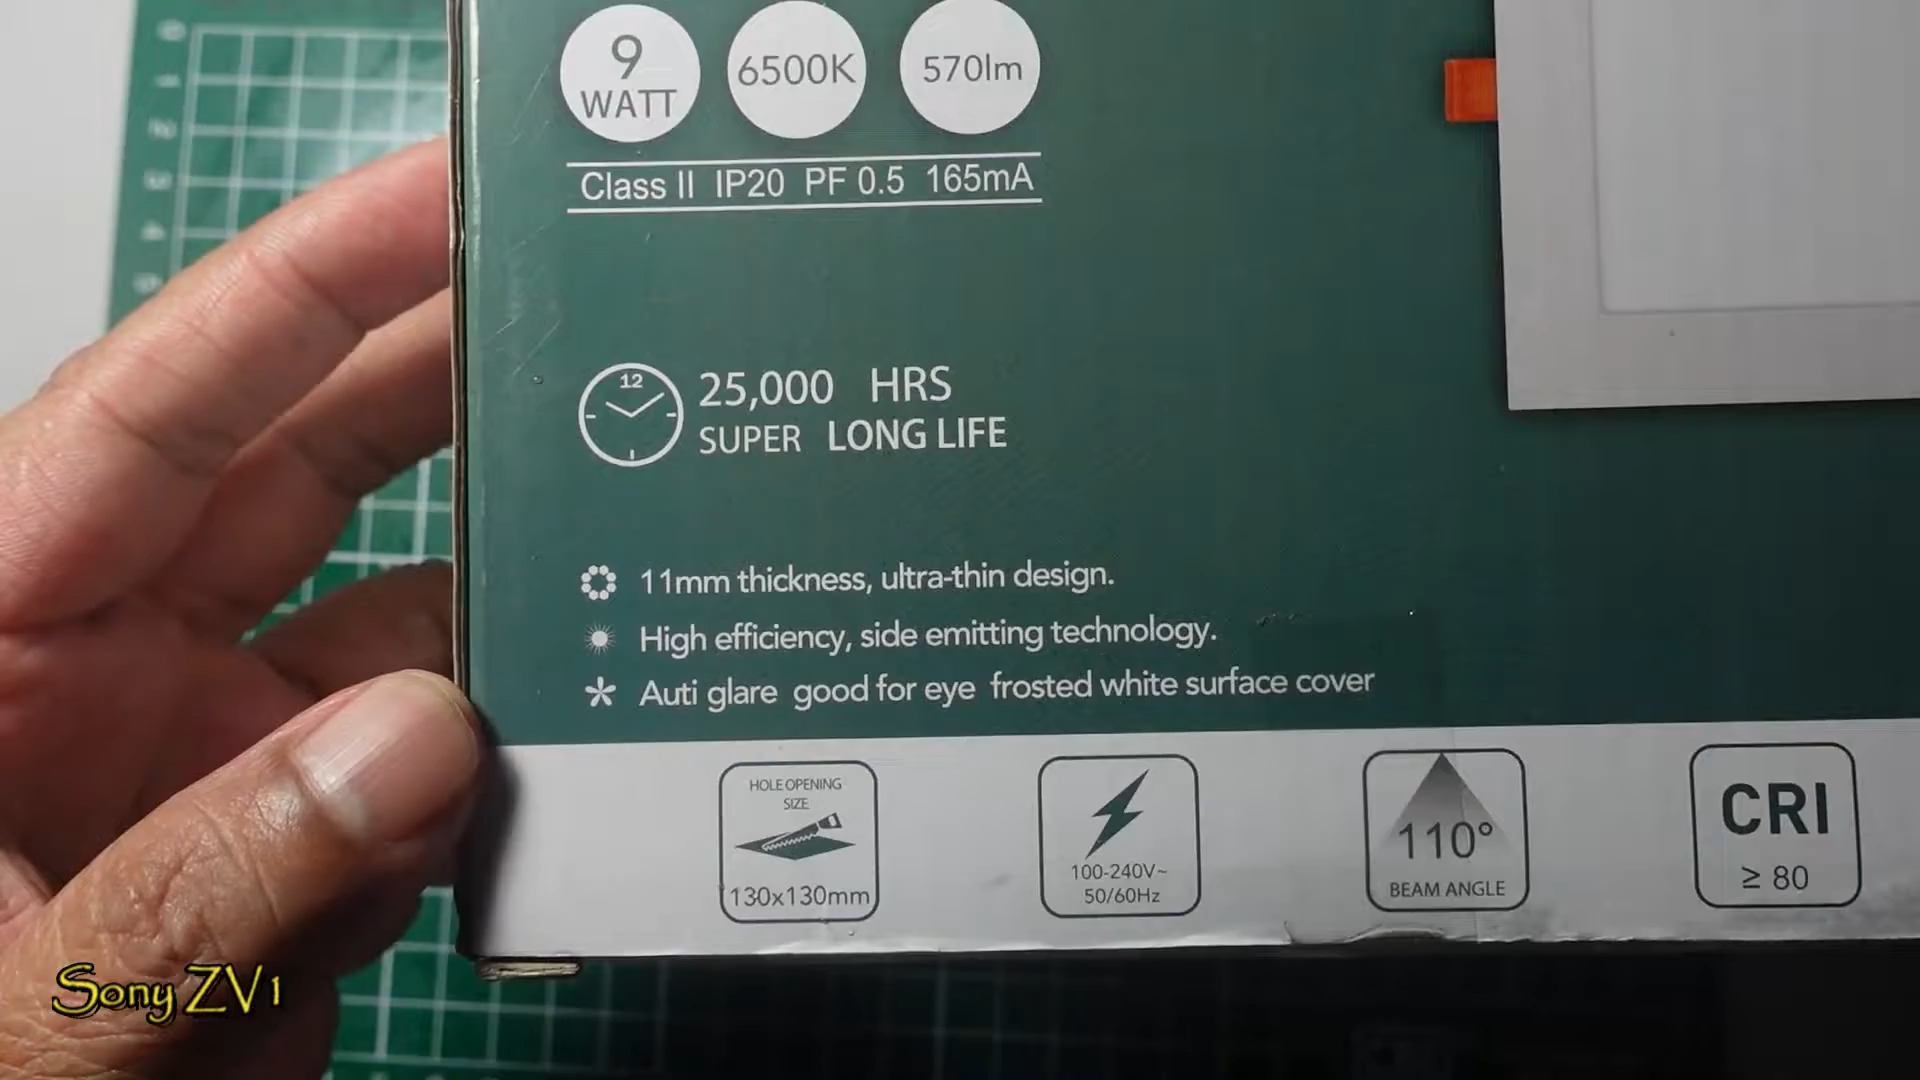 9
WATT
6500K
570lm
Class II IP20 PF 0.5 165mA
12
25,000 HRS
SUPER LONG LIFE
11mm thickness, ultra-thin design.
High efficiency, side emitting technology.
Auti glare good for eye frosted white surface cover
HOLE OPENING
SIZE
130x130mm
100-240V~
50/60Hz
110°
BEAM ANGLE
CRI
≥ 80
Sony ZV1